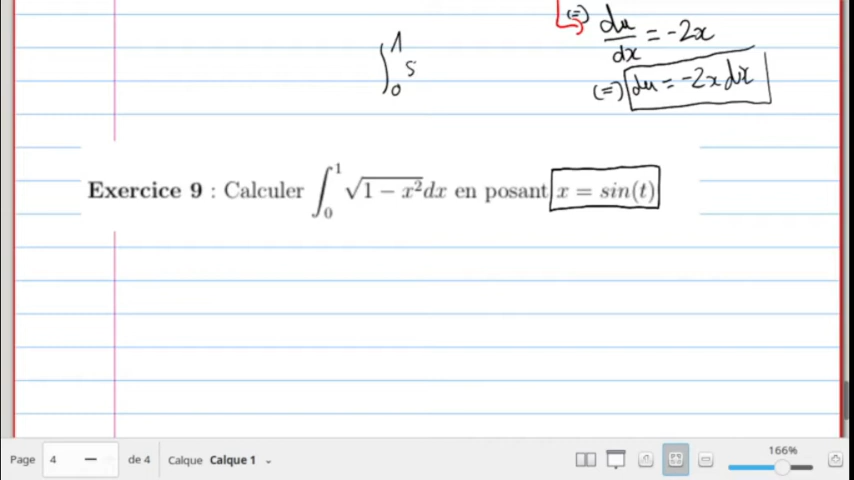 (=) du/dx = -2x
∫₀¹ s
(=) du = -2x dx
Exercice 9 : Calculer ∫₀¹ √(1 − x²)dx en posant x = sin(t)
Page 4 de 4 Calque Calque 1 166%